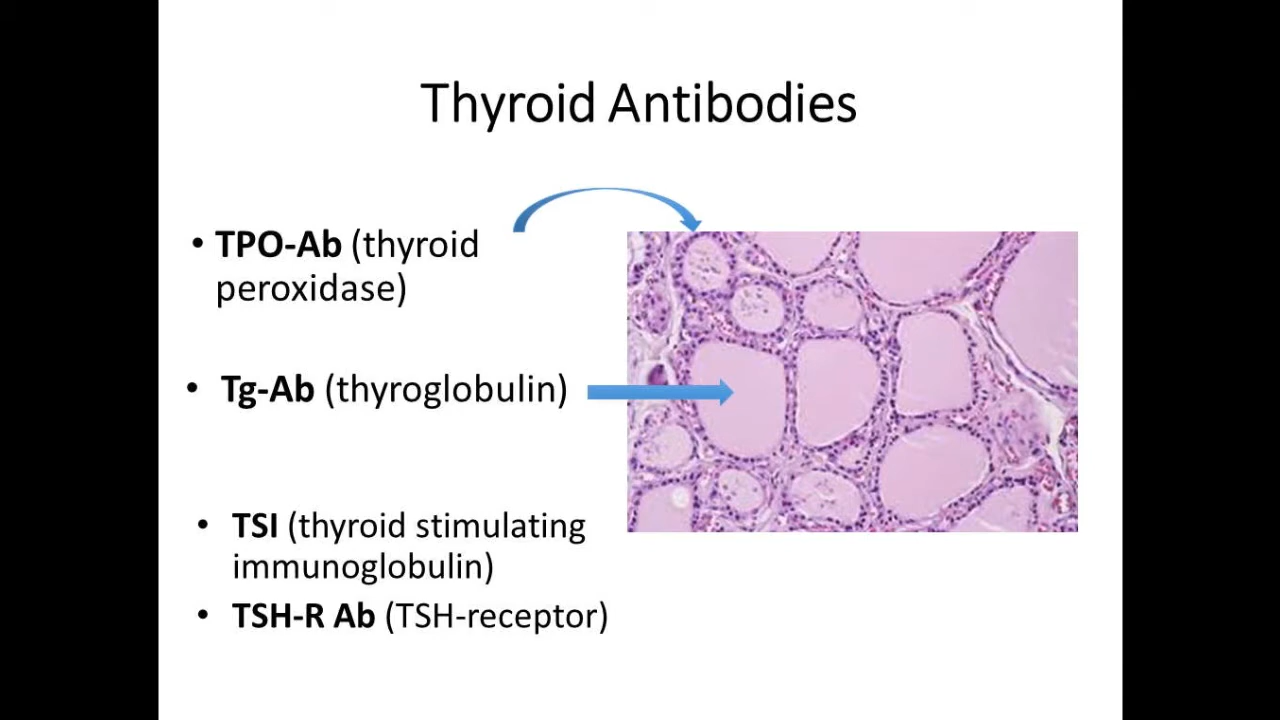 Thyroid Antibodies
• TPO-Ab (thyroid
peroxidase)
• Tg-Ab (thyroglobulin)
• TSI (thyroid stimulating
immunoglobulin)
• TSH-R Ab (TSH-receptor)